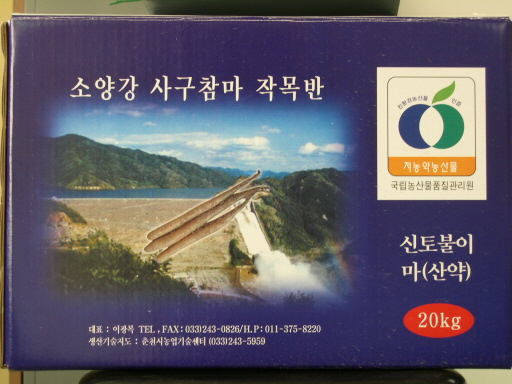 소양강 사구참마 작목반
친환경농산물 인증
저농약농산물
국립농산물품질관리원
신토불이
마(산약)
20kg
대표 : 이광복 TEL, FAX: 033)243-0826/H.P: 011-375-8220
생산기술지도 : 춘천시농업기술센터 (033)243-5959